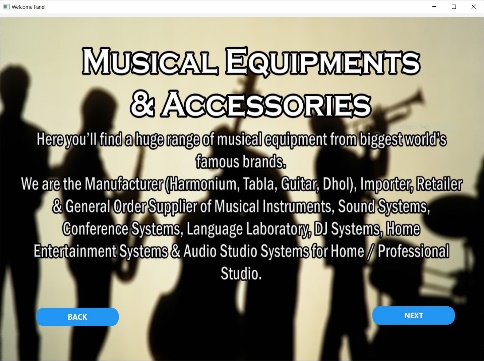 Welcome Panel
MUSICAL EQUIPMENTS
& ACCESSORIES
Here you'll find a huge range of musical equipment from biggest world's
famous brands.
We are the Manufacturer (Harmonium, Tabla, Guitar, Dhol), Importer, Retailer
& General Order Supplier of Musical Instruments, Sound Systems,
Conference Systems, Language Laboratory, DJ Systems, Home
Entertainment Systems & Audio Studio Systems for Home / Professional
Studio.
BACK
NEXT